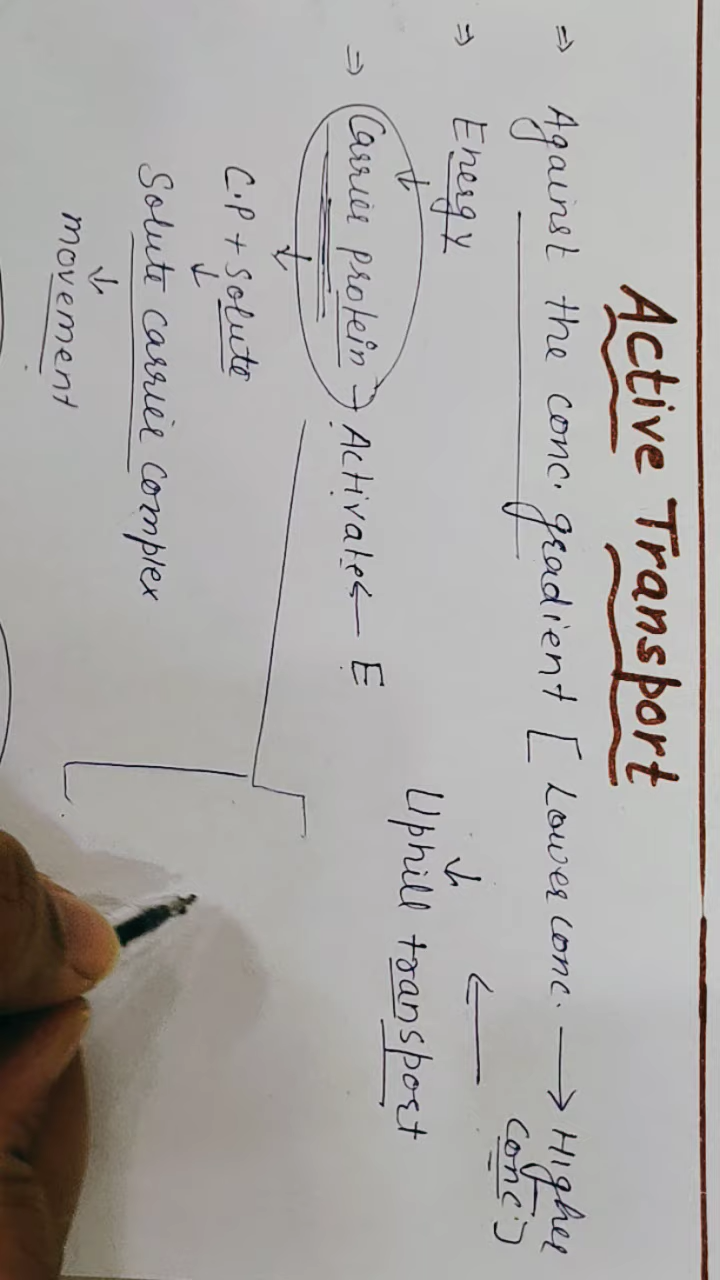 Active Transport
⇒ Against the conc. gradient [Lower conc. → Higher
conc.]
⇒ Energy
↓ ←
↓ Uphill transport
⇒ Carrier protein → Activate ← E
↓
C.P + Solute
↓
Solute carrier complex
↓
movement